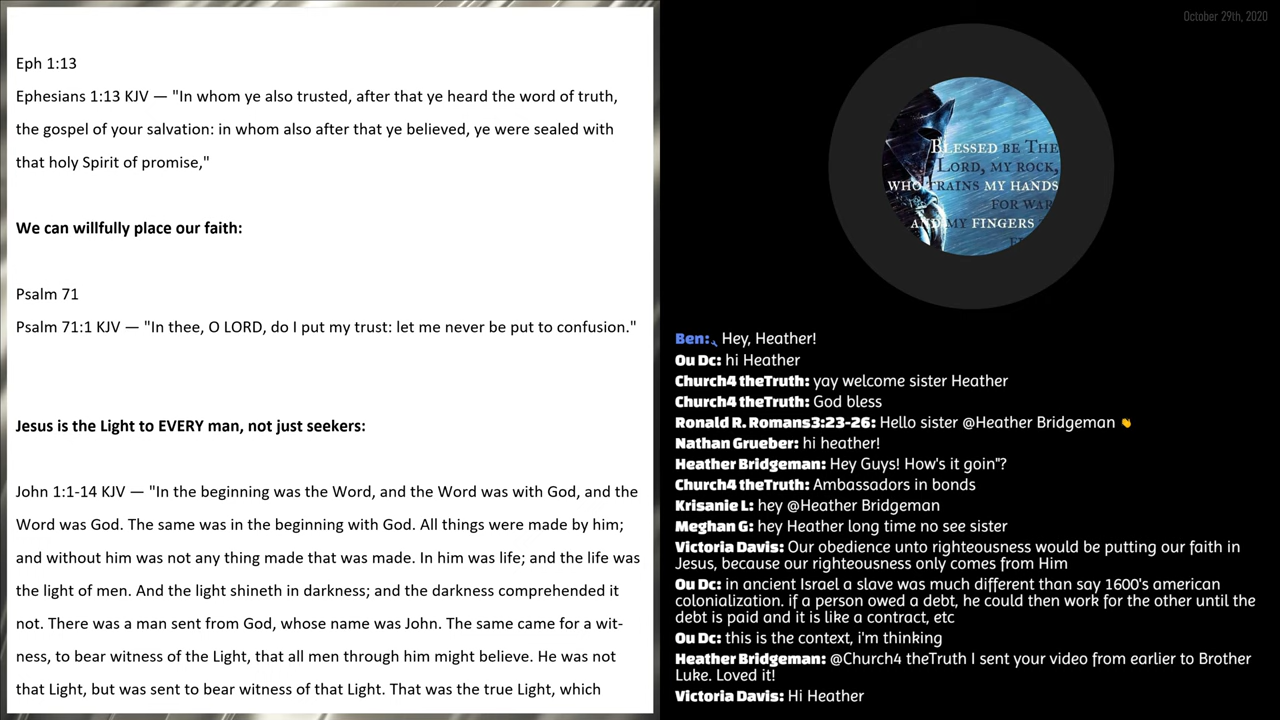 Eph 1:13
Ephesians 1:13 KJV — "In whom ye also trusted, after that ye heard the word of truth,
the gospel of your salvation: in whom also after that ye believed, ye were sealed with
that holy Spirit of promise,"
We can willfully place our faith:
Psalm 71
Psalm 71:1 KJV — "In thee, O LORD, do I put my trust: let me never be put to confusion."
Jesus is the Light to EVERY man, not just seekers:
John 1:1-14 KJV — "In the beginning was the Word, and the Word was with God, and the
Word was God. The same was in the beginning with God. All things were made by him;
and without him was not any thing made that was made. In him was life; and the life was
the light of men. And the light shineth in darkness; and the darkness comprehended it
not. There was a man sent from God, whose name was John. The same came for a wit-
ness, to bear witness of the Light, that all men through him might believe. He was not
that Light, but was sent to bear witness of that Light. That was the true Light, which
October 29th, 2020
BLESSED BE THE
LORD, MY ROCK,
WHO TRAINS MY HANDS
FOR WAR
AND MY FINGERS
Ben: Hey, Heather!
Ou Dc: hi Heather
Church4 theTruth: yay welcome sister Heather
Church4 theTruth: God bless
Ronald R. Romans3:23-26: Hello sister @Heather Bridgeman 👋
Nathan Grueber: hi heather!
Heather Bridgeman: Hey Guys! How's it goin"?
Church4 theTruth: Ambassadors in bonds
Krisanie L: hey @Heather Bridgeman
Meghan G: hey Heather long time no see sister
Victoria Davis: Our obedience unto righteousness would be putting our faith in
Jesus, because our righteousness only comes from Him
Ou Dc: in ancient Israel a slave was much different than say 1600's american
colonialization. if a person owed a debt, he could then work for the other until the
debt is paid and it is like a contract, etc
Ou Dc: this is the context, i'm thinking
Heather Bridgeman: @Church4 theTruth I sent your video from earlier to Brother
Luke. Loved it!
Victoria Davis: Hi Heather